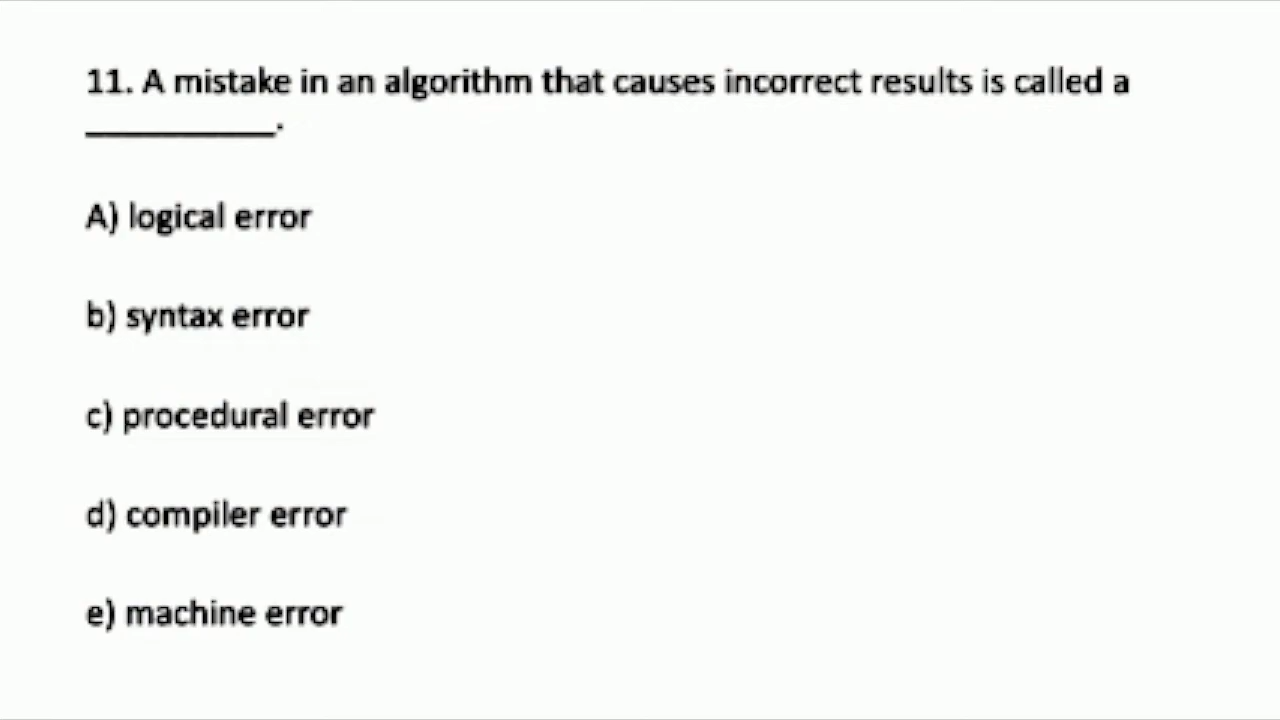 11. A mistake in an algorithm that causes incorrect results is called a
__________.
A) logical error
b) syntax error
c) procedural error
d) compiler error
e) machine error